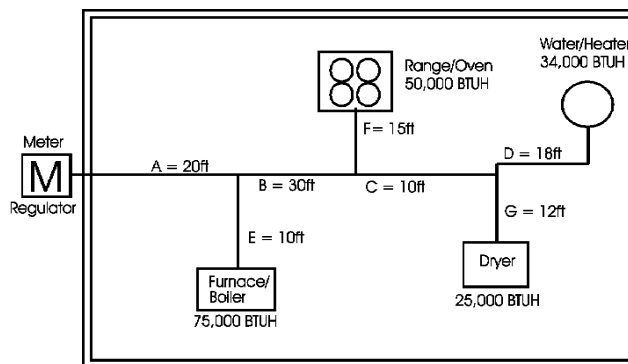 Water/Heater
34,000 BTUH
Range/Oven
50,000 BTUH
F= 15ft
Meter
M
Regulator
A = 20ft
D = 18ft
B = 30ft
C = 10ft
G = 12ft
E = 10ft
Furnace/
Boiler
75,000 BTUH
Dryer
25,000 BTUH